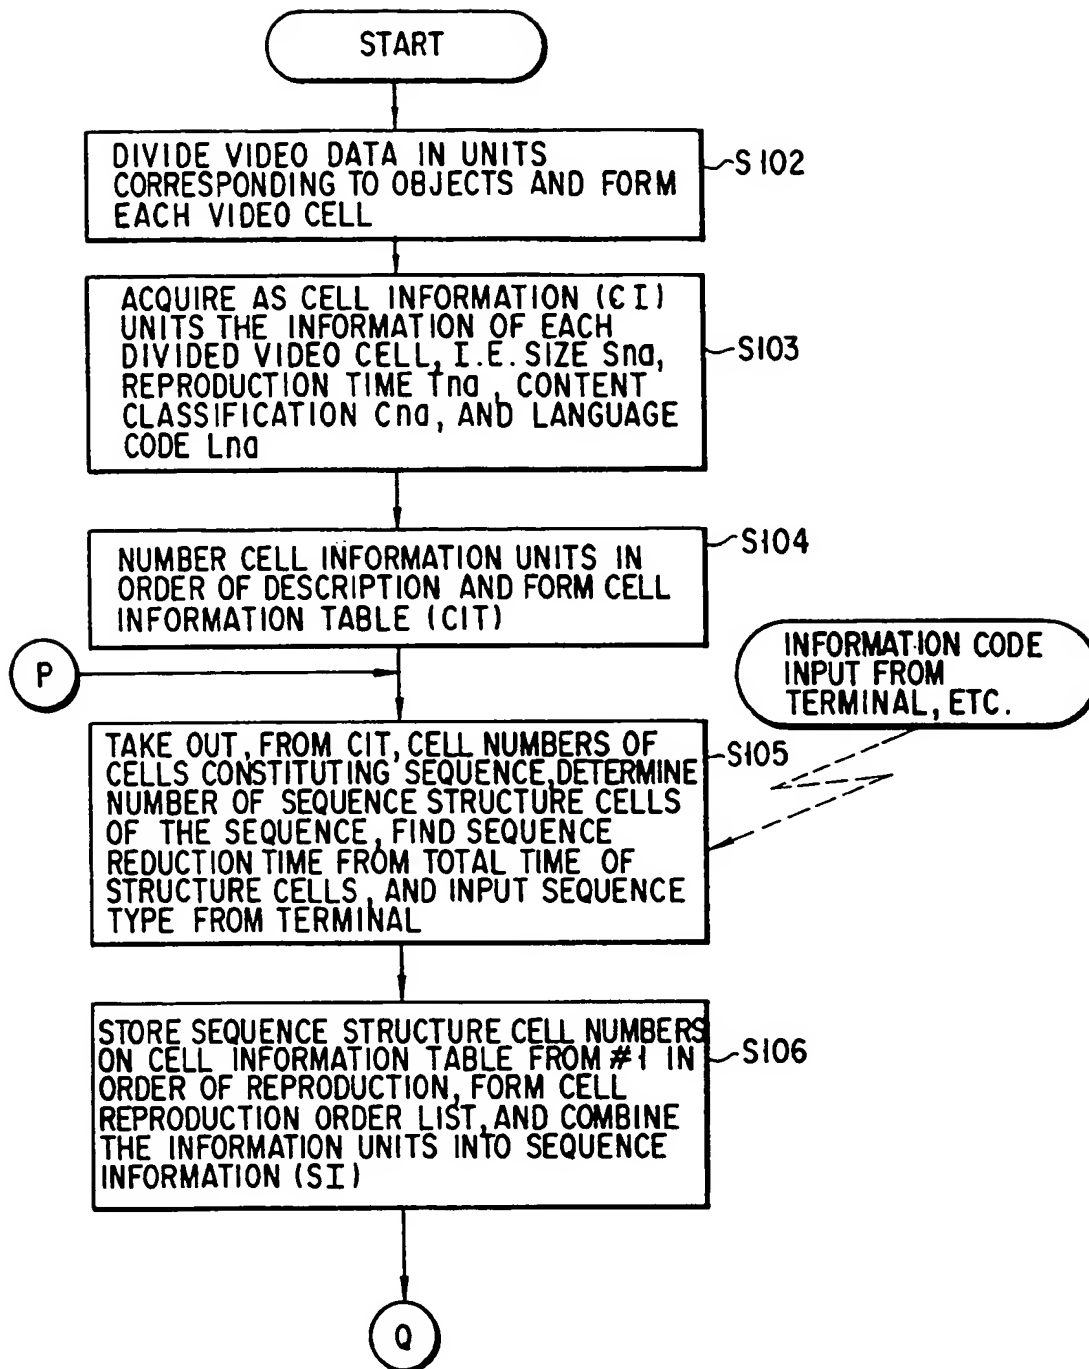 START
DIVIDE VIDEO DATA IN UNITS
CORRESPONDING TO OBJECTS AND FORM
EACH VIDEO CELL
S102
ACQUIRE AS CELL INFORMATION (CI)
UNITS THE INFORMATION OF EACH
DIVIDED VIDEO CELL, I.E. SIZE Sna,
REPRODUCTION TIME Tna, CONTENT
CLASSIFICATION Cna, AND LANGUAGE
CODE Lna
S103
NUMBER CELL INFORMATION UNITS IN
ORDER OF DESCRIPTION AND FORM CELL
INFORMATION TABLE (CIT)
S104
P
INFORMATION CODE
INPUT FROM
TERMINAL, ETC.
TAKE OUT, FROM CIT, CELL NUMBERS OF
CELLS CONSTITUTING SEQUENCE, DETERMINE
NUMBER OF SEQUENCE STRUCTURE CELLS
OF THE SEQUENCE, FIND SEQUENCE
REDUCTION TIME FROM TOTAL TIME OF
STRUCTURE CELLS, AND INPUT SEQUENCE
TYPE FROM TERMINAL
S105
STORE SEQUENCE STRUCTURE CELL NUMBERS
ON CELL INFORMATION TABLE FROM #1 IN
ORDER OF REPRODUCTION, FORM CELL
REPRODUCTION ORDER LIST, AND COMBINE
THE INFORMATION UNITS INTO SEQUENCE
INFORMATION (SI)
S106
Q